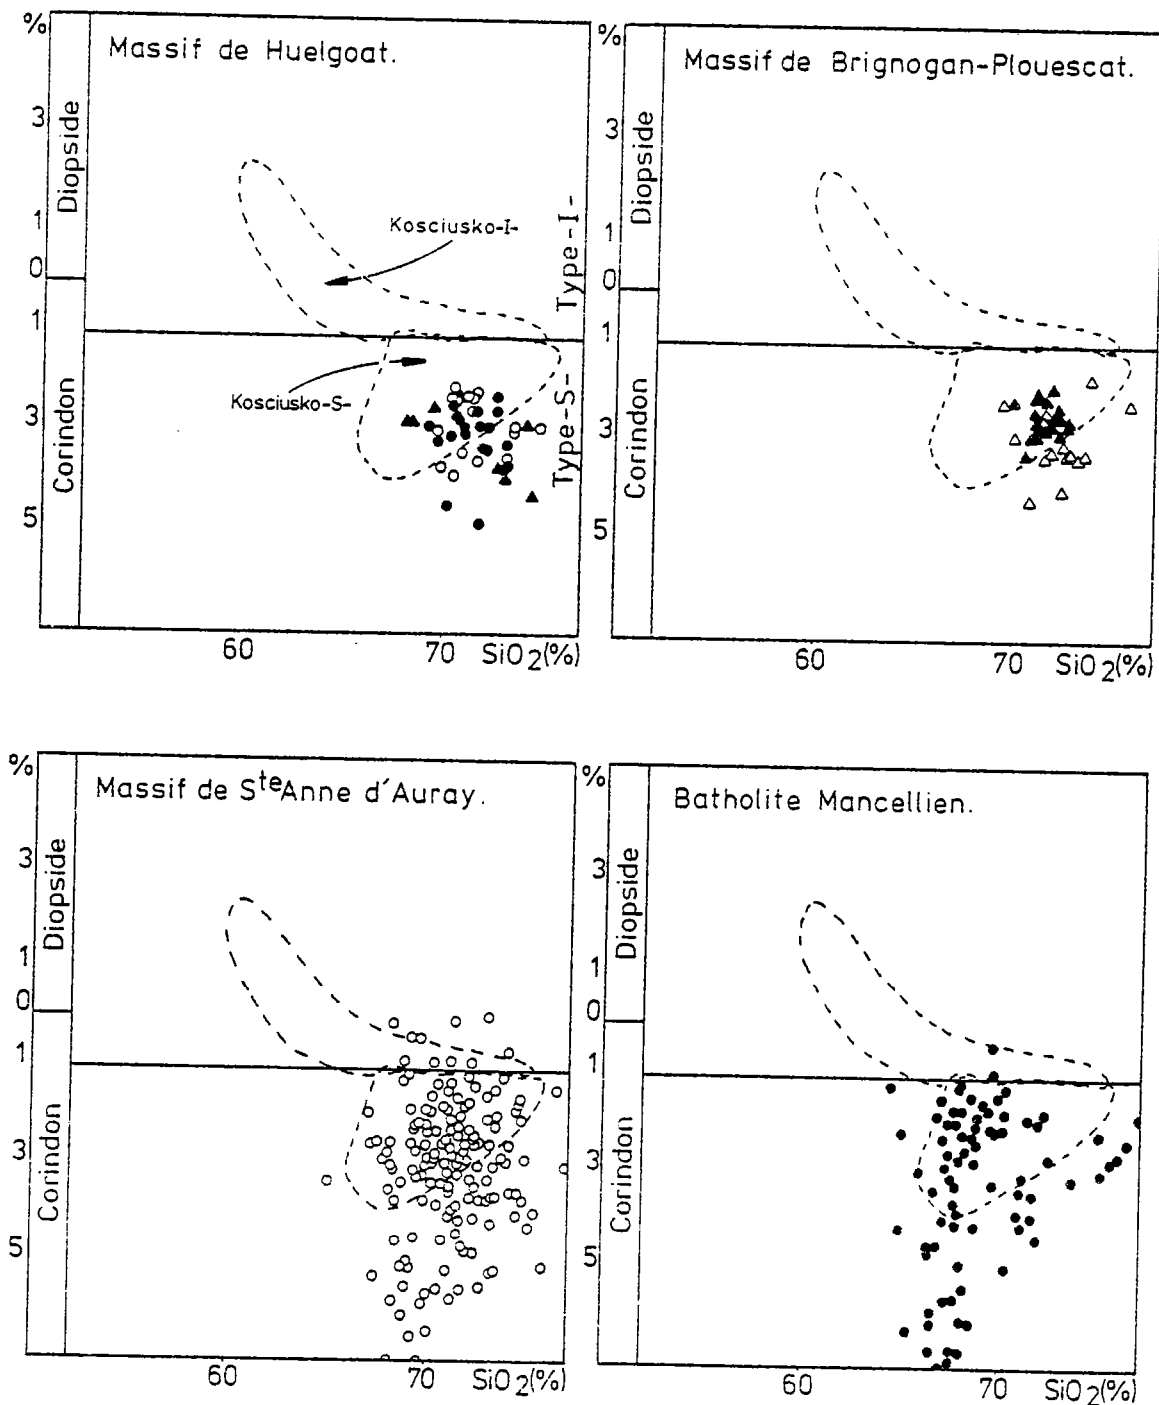 %
Massif de Huelgoat.
3
Diopside
1
0
1
Corindon
3
5
Kosciusko-I-
Kosciusko-S-
Type-I-
Type-S-
60
70
SiO2(%)
%
Massif de Brignogan-Plouescat.
3
Diopside
1
0
1
Corindon
3
5
60
70
SiO2(%)
%
Massif de SteAnne d'Auray.
3
Diopside
1
0
1
Corindon
3
5
60
70
SiO2(%)
%
Batholite Mancellien.
3
Diopside
1
0
1
Corindon
3
5
60
70
SiO2(%)